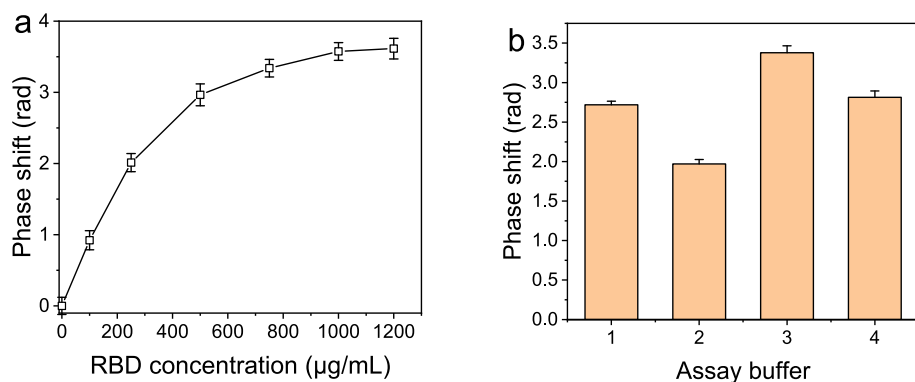 a
4
3
2
1
0
0 200 400 600 800 1000 1200
Phase shift (rad)
RBD concentration (µg/mL)
b
3.5
3.0
2.5
2.0
1.5
1.0
0.5
0.0
1 2 3 4
Phase shift (rad)
Assay buffer